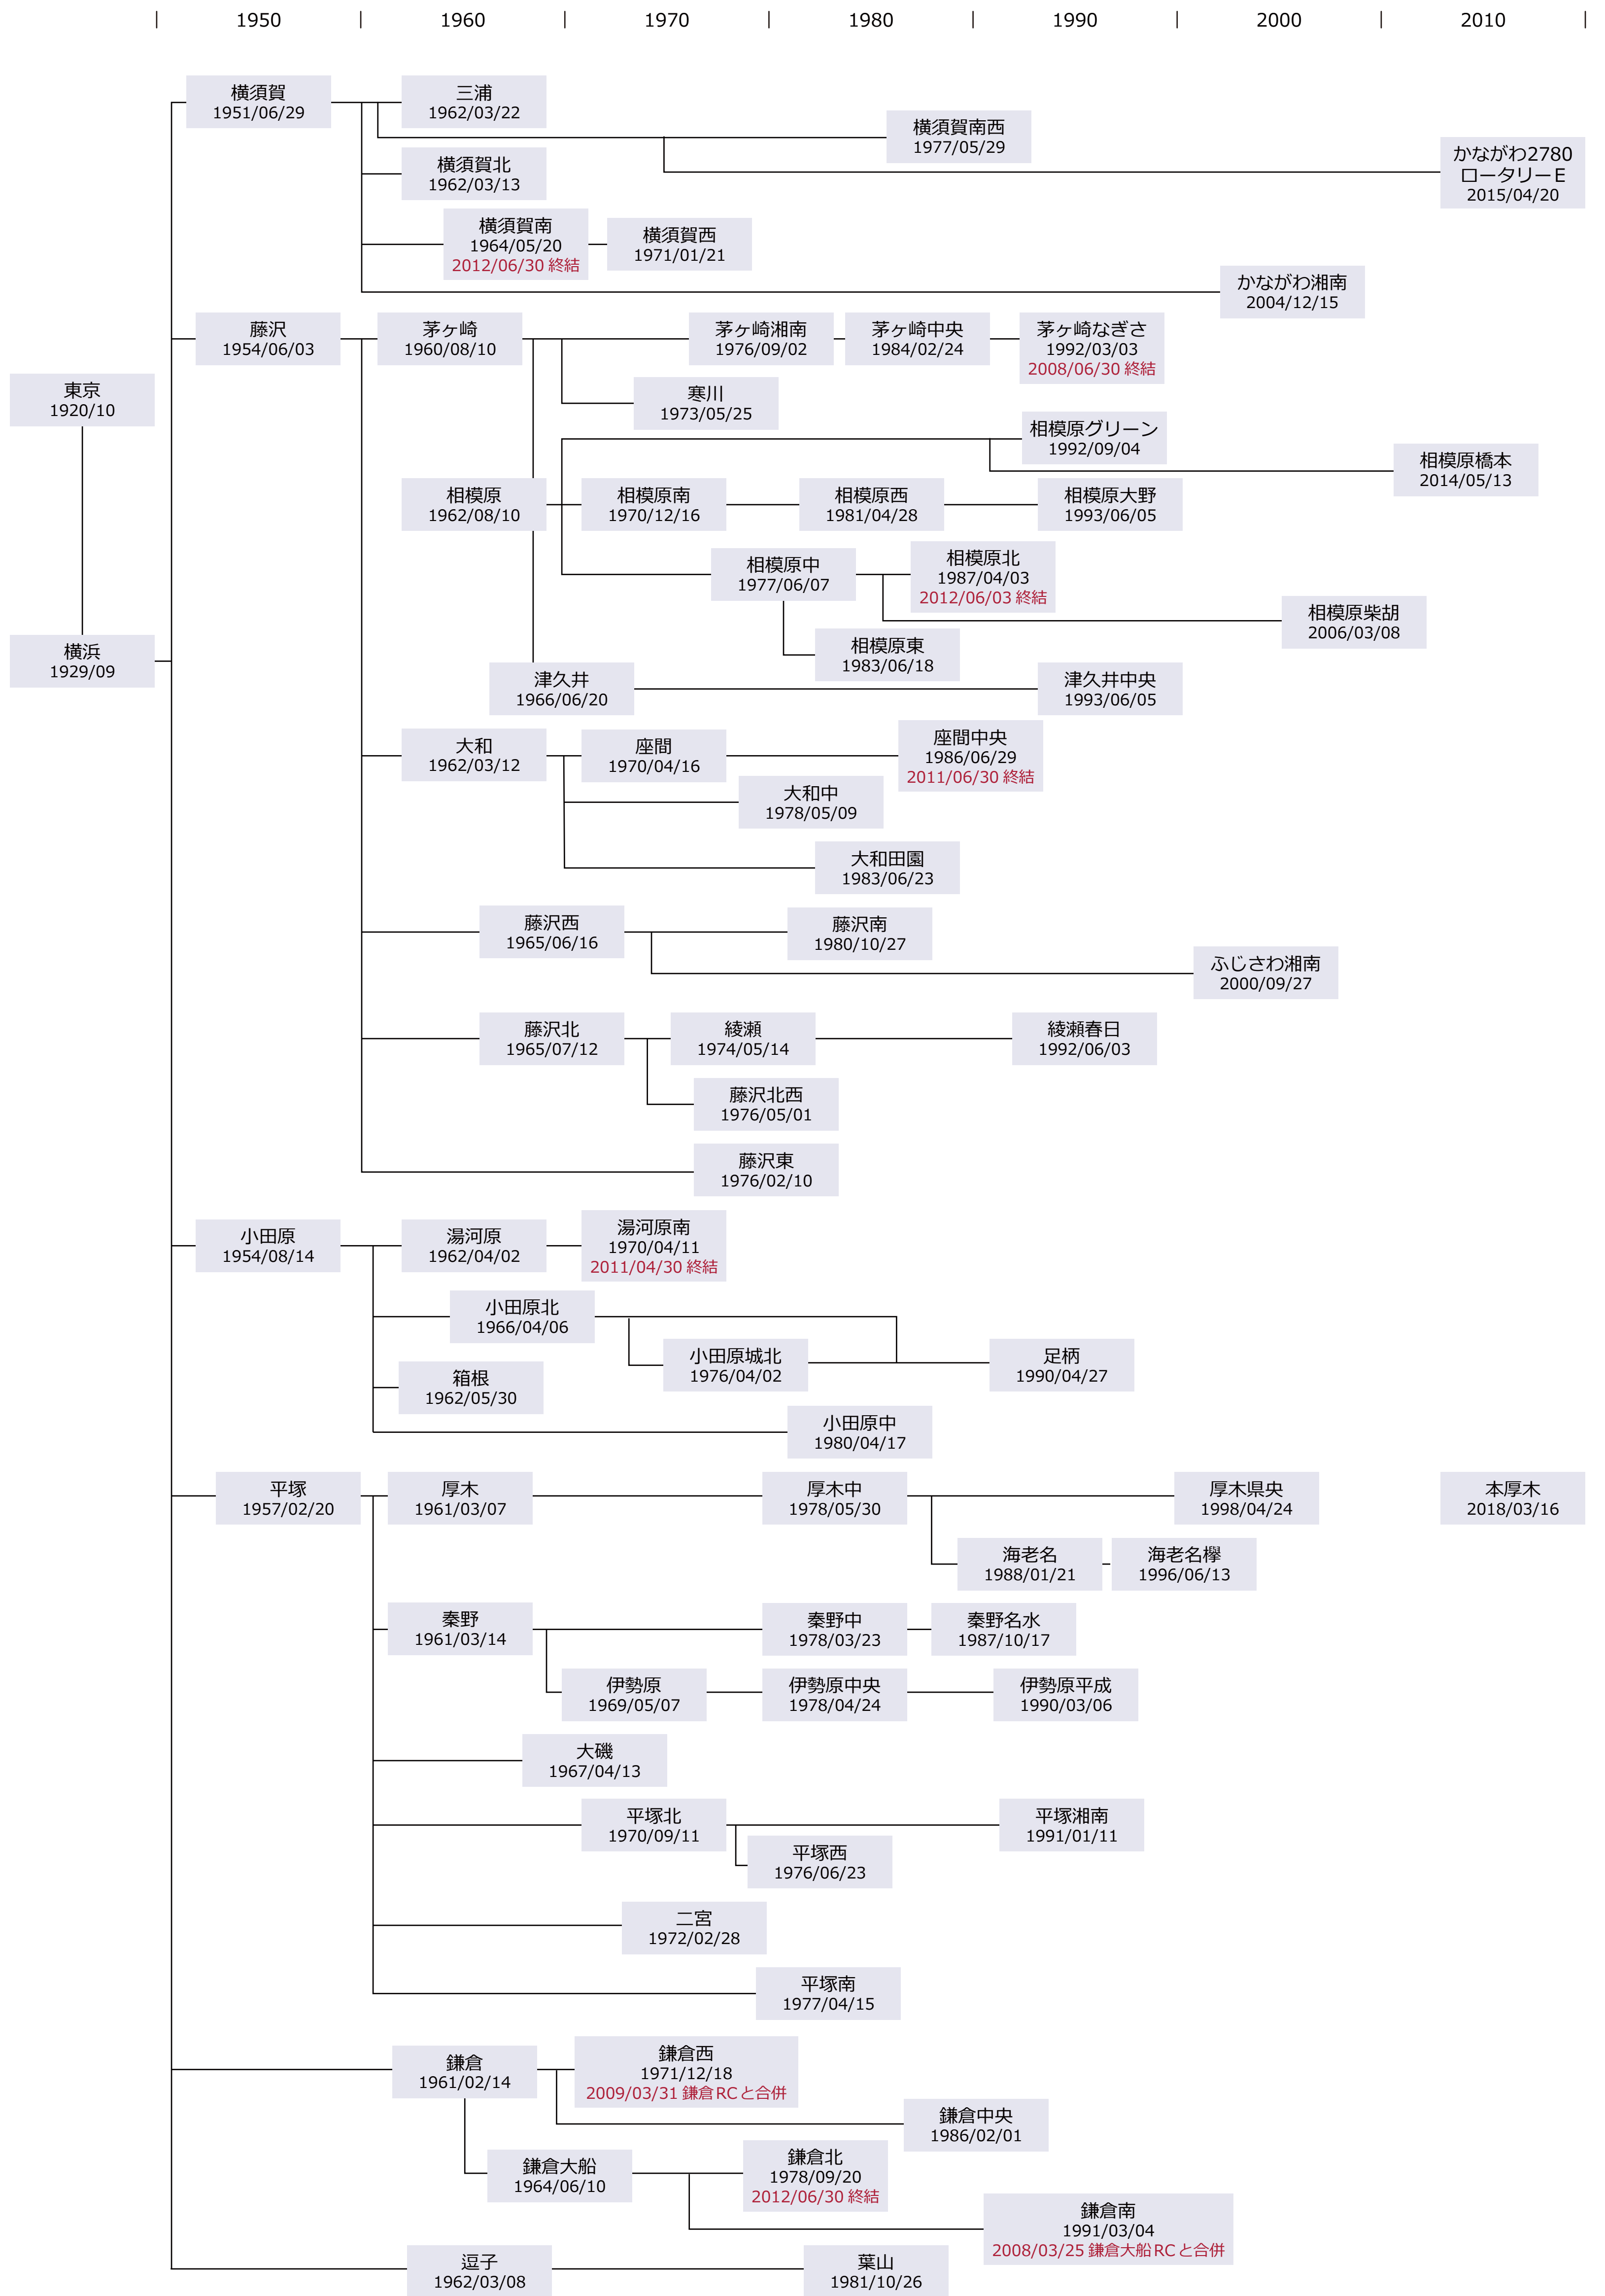 1950
1960
1970
1980
1990
2000
2010
横須賀
1951/06/29
三浦
1962/03/22
横須賀南西
1977/05/29
かながわ2780
ロータリーE
2015/04/20
横須賀北
1962/03/13
横須賀南
1964/05/20
2012/06/30 終結
横須賀西
1971/01/21
かながわ湘南
2004/12/15
藤沢
1954/06/03
茅ヶ崎
1960/08/10
茅ヶ崎湘南
1976/09/02
茅ヶ崎中央
1984/02/24
茅ヶ崎なぎさ
1992/03/03
2008/06/30 終結
東京
1920/10
寒川
1973/05/25
相模原グリーン
1992/09/04
相模原橋本
2014/05/13
相模原
1962/08/10
相模原南
1970/12/16
相模原西
1981/04/28
相模原大野
1993/06/05
相模原中
1977/06/07
相模原北
1987/04/03
2012/06/03 終結
相模原柴胡
2006/03/08
相模原東
1983/06/18
横浜
1929/09
津久井
1966/06/20
津久井中央
1993/06/05
大和
1962/03/12
座間
1970/04/16
座間中央
1986/06/29
2011/06/30 終結
大和中
1978/05/09
大和田園
1983/06/23
藤沢西
1965/06/16
藤沢南
1980/10/27
ふじさわ湘南
2000/09/27
藤沢北
1965/07/12
綾瀬
1974/05/14
綾瀬春日
1992/06/03
藤沢北西
1976/05/01
藤沢東
1976/02/10
小田原
1954/08/14
湯河原
1962/04/02
湯河原南
1970/04/11
2011/04/30 終結
小田原北
1966/04/06
小田原城北
1976/04/02
足柄
1990/04/27
箱根
1962/05/30
小田原中
1980/04/17
平塚
1957/02/20
厚木
1961/03/07
厚木中
1978/05/30
厚木県央
1998/04/24
本厚木
2018/03/16
海老名
1988/01/21
海老名欅
1996/06/13
秦野
1961/03/14
秦野中
1978/03/23
秦野名水
1987/10/17
伊勢原
1969/05/07
伊勢原中央
1978/04/24
伊勢原平成
1990/03/06
大磯
1967/04/13
平塚北
1970/09/11
平塚湘南
1991/01/11
平塚西
1976/06/23
二宮
1972/02/28
平塚南
1977/04/15
鎌倉
1961/02/14
鎌倉西
1971/12/18
2009/03/31 鎌倉RCと合併
鎌倉中央
1986/02/01
鎌倉大船
1964/06/10
鎌倉北
1978/09/20
2012/06/30 終結
鎌倉南
1991/03/04
2008/03/25 鎌倉大船RCと合併
逗子
1962/03/08
葉山
1981/10/26